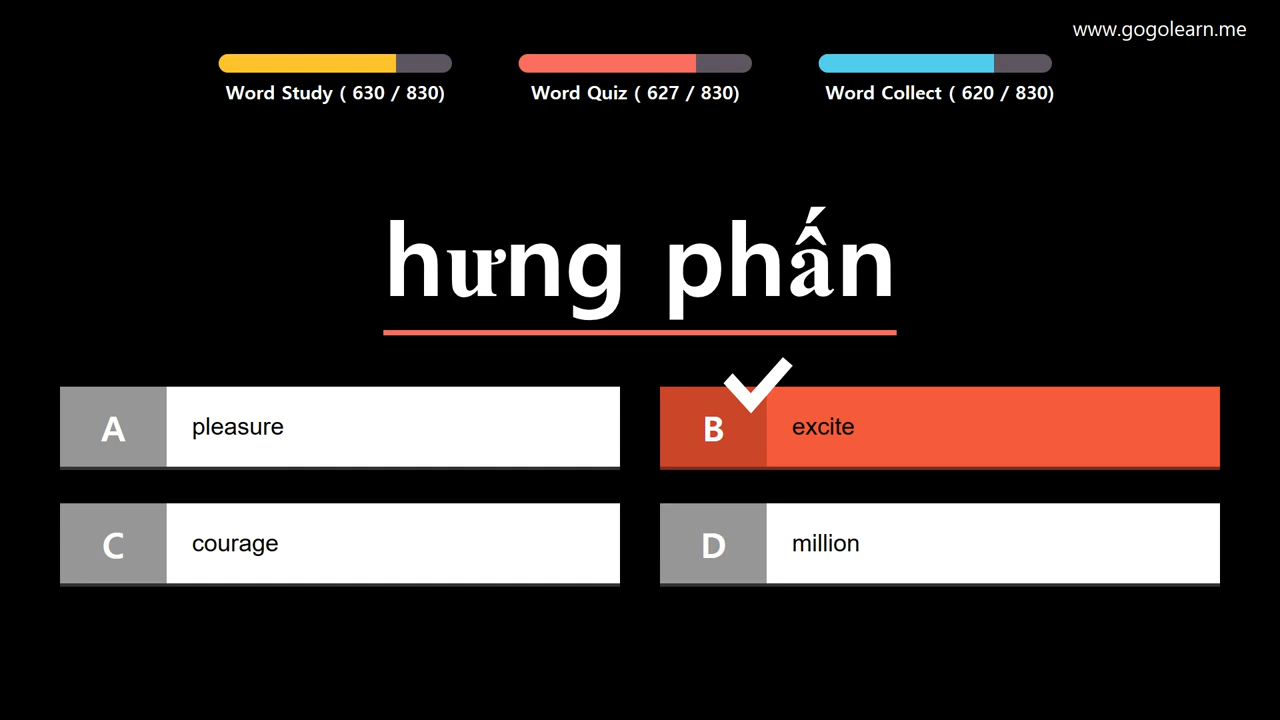 www.gogolearn.me
Word Study ( 630 / 830)
Word Quiz ( 627 / 830)
Word Collect ( 620 / 830)
hưng phấn
A pleasure
B excite
C courage
D million